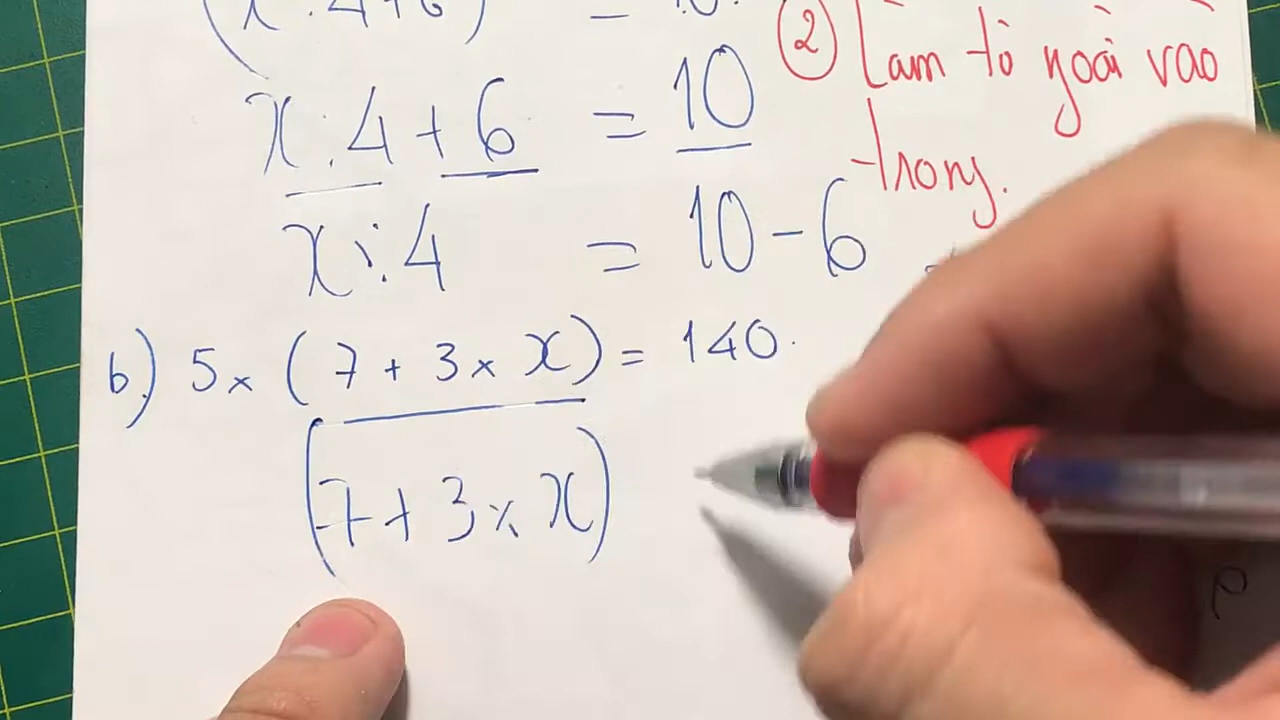 ② Làm từ ngoài vào
trong.
x : 4 + 6 = 10
x : 4 = 10 - 6
b) 5 × ( 7 + 3 × x ) = 140
( 7 + 3 × x )